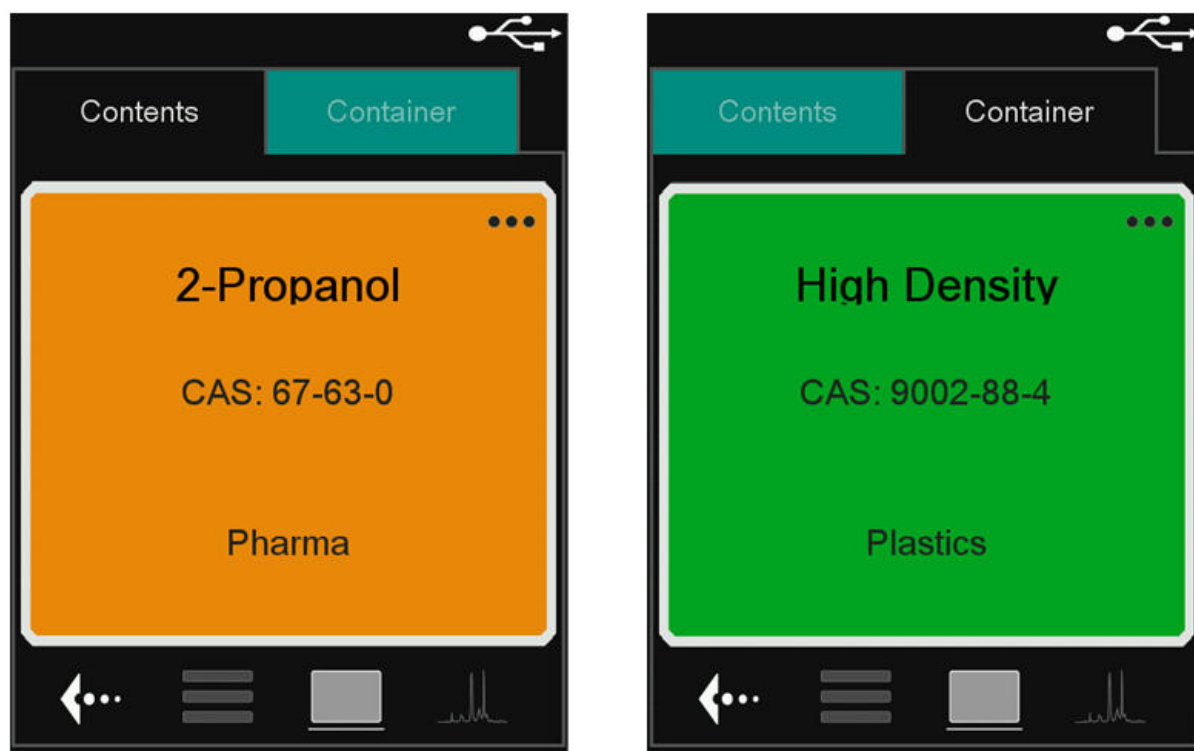 Contents
Container
2-Propanol
CAS: 67-63-0
Pharma
Contents
Container
High Density
CAS: 9002-88-4
Plastics